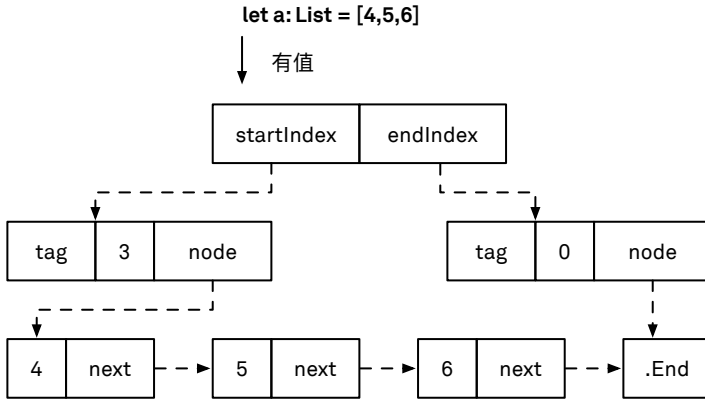 let a: List = [4,5,6]
有值
startIndex endIndex
tag 3 node tag 0 node
4 next 5 next 6 next .End